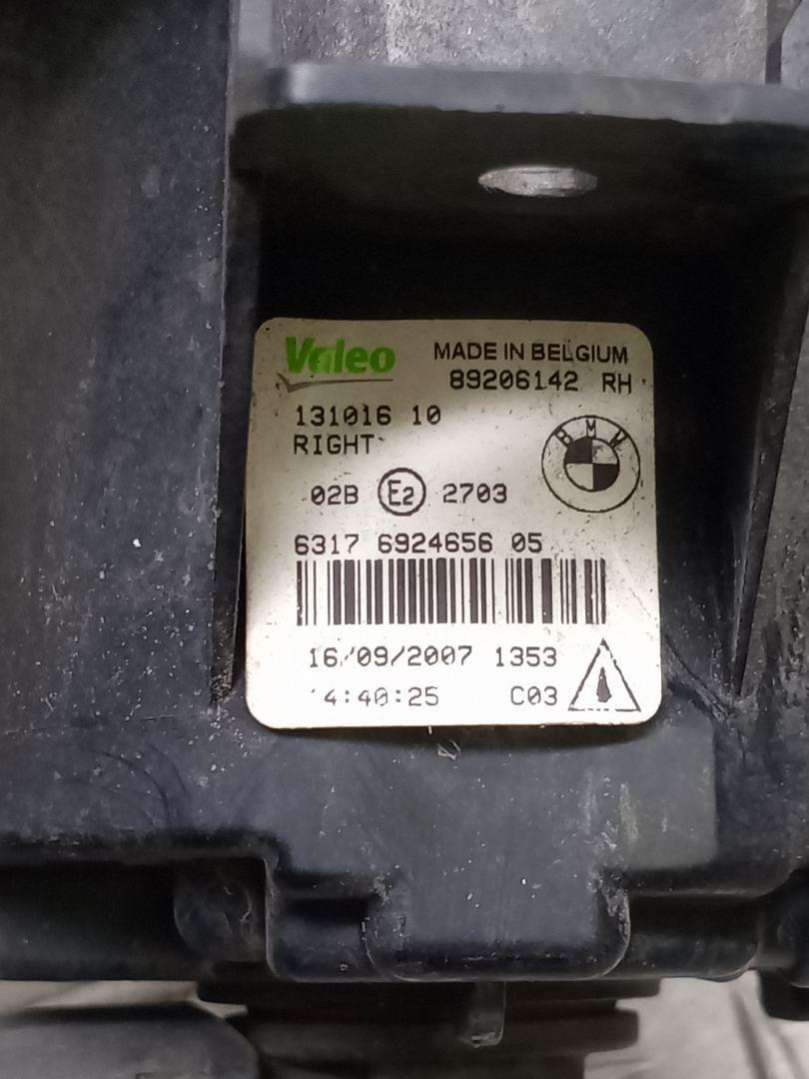 Valeo MADE IN BELGIUM
89206142 RH
131016 10
RIGHT
BMW
02B E2 2703
6317 6924656 05
16/09/2007 1353
4:40:25 C03